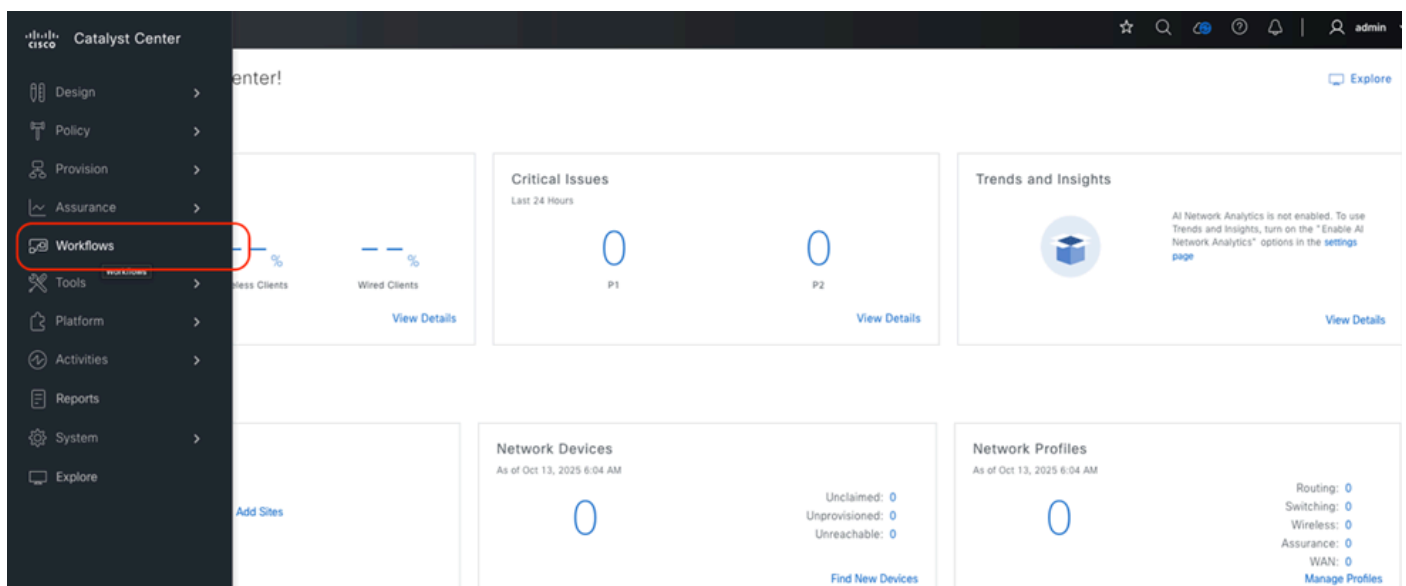 cisco
Catalyst Center
admin
Design
Policy
Provision
Assurance
Workflows
Workflows
Tools
Platform
Activities
Reports
System
Explore
enter!
Explore
-- %
-- %
eless Clients
Wired Clients
View Details
Critical Issues
Last 24 Hours
0
0
P1
P2
View Details
Trends and Insights
AI Network Analytics is not enabled. To use
Trends and Insights, turn on the "Enable AI
Network Analytics" options in the settings
page
View Details
Add Sites
Network Devices
As of Oct 13, 2025 6:04 AM
0
Unclaimed: 0
Unprovisioned: 0
Unreachable: 0
Find New Devices
Network Profiles
As of Oct 13, 2025 6:04 AM
0
Routing: 0
Switching: 0
Wireless: 0
Assurance: 0
WAN: 0
Manage Profiles